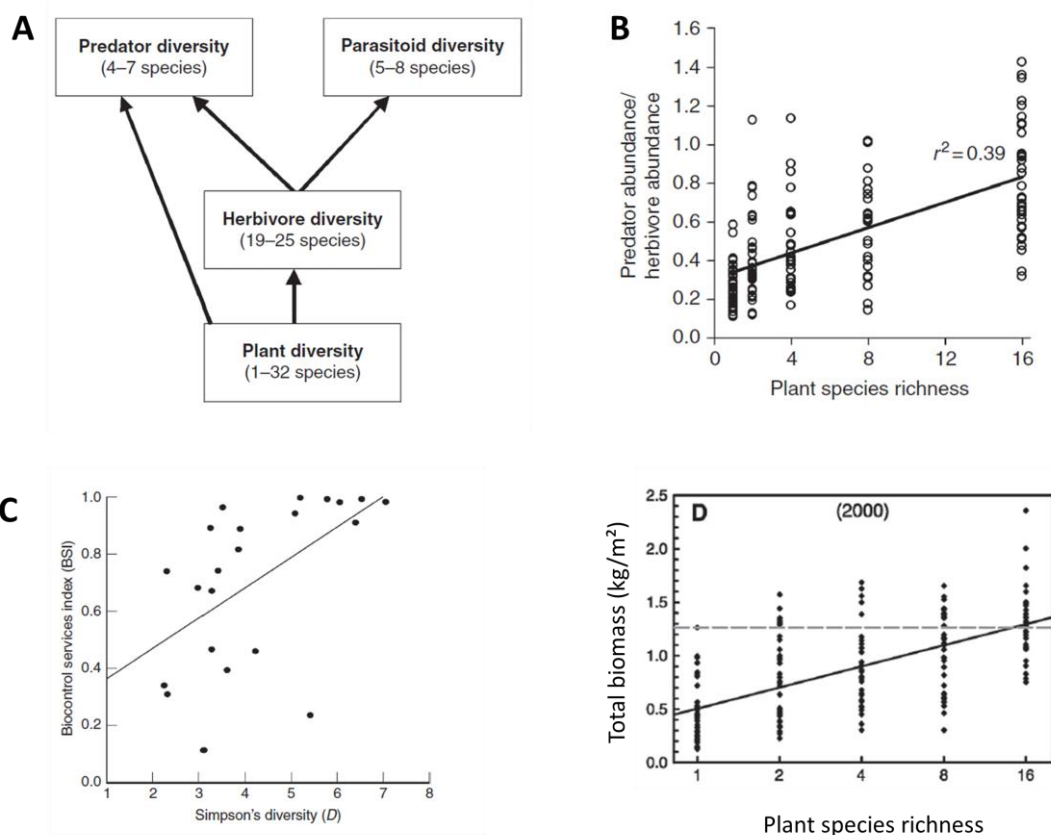 A
Predator diversity
(4–7 species)
Parasitoid diversity
(5–8 species)
Herbivore diversity
(19–25 species)
Plant diversity
(1–32 species)
B
Predator abundance/
herbivore abundance
1.4
1.2
1.0
0.8
0.6
0.4
0.2
0.0
r² = 0.39
0 4 8 12 16
Plant species richness
C
Biocontrol services index (BSI)
1.0
0.8
0.6
0.4
0.2
0.0
1 2 3 4 5 6 7 8
Simpson's diversity (D)
D (2000)
Total biomass (kg/m²)
2.5
2.0
1.5
1.0
0.5
0.0
1 2 4 8 16
Plant species richness